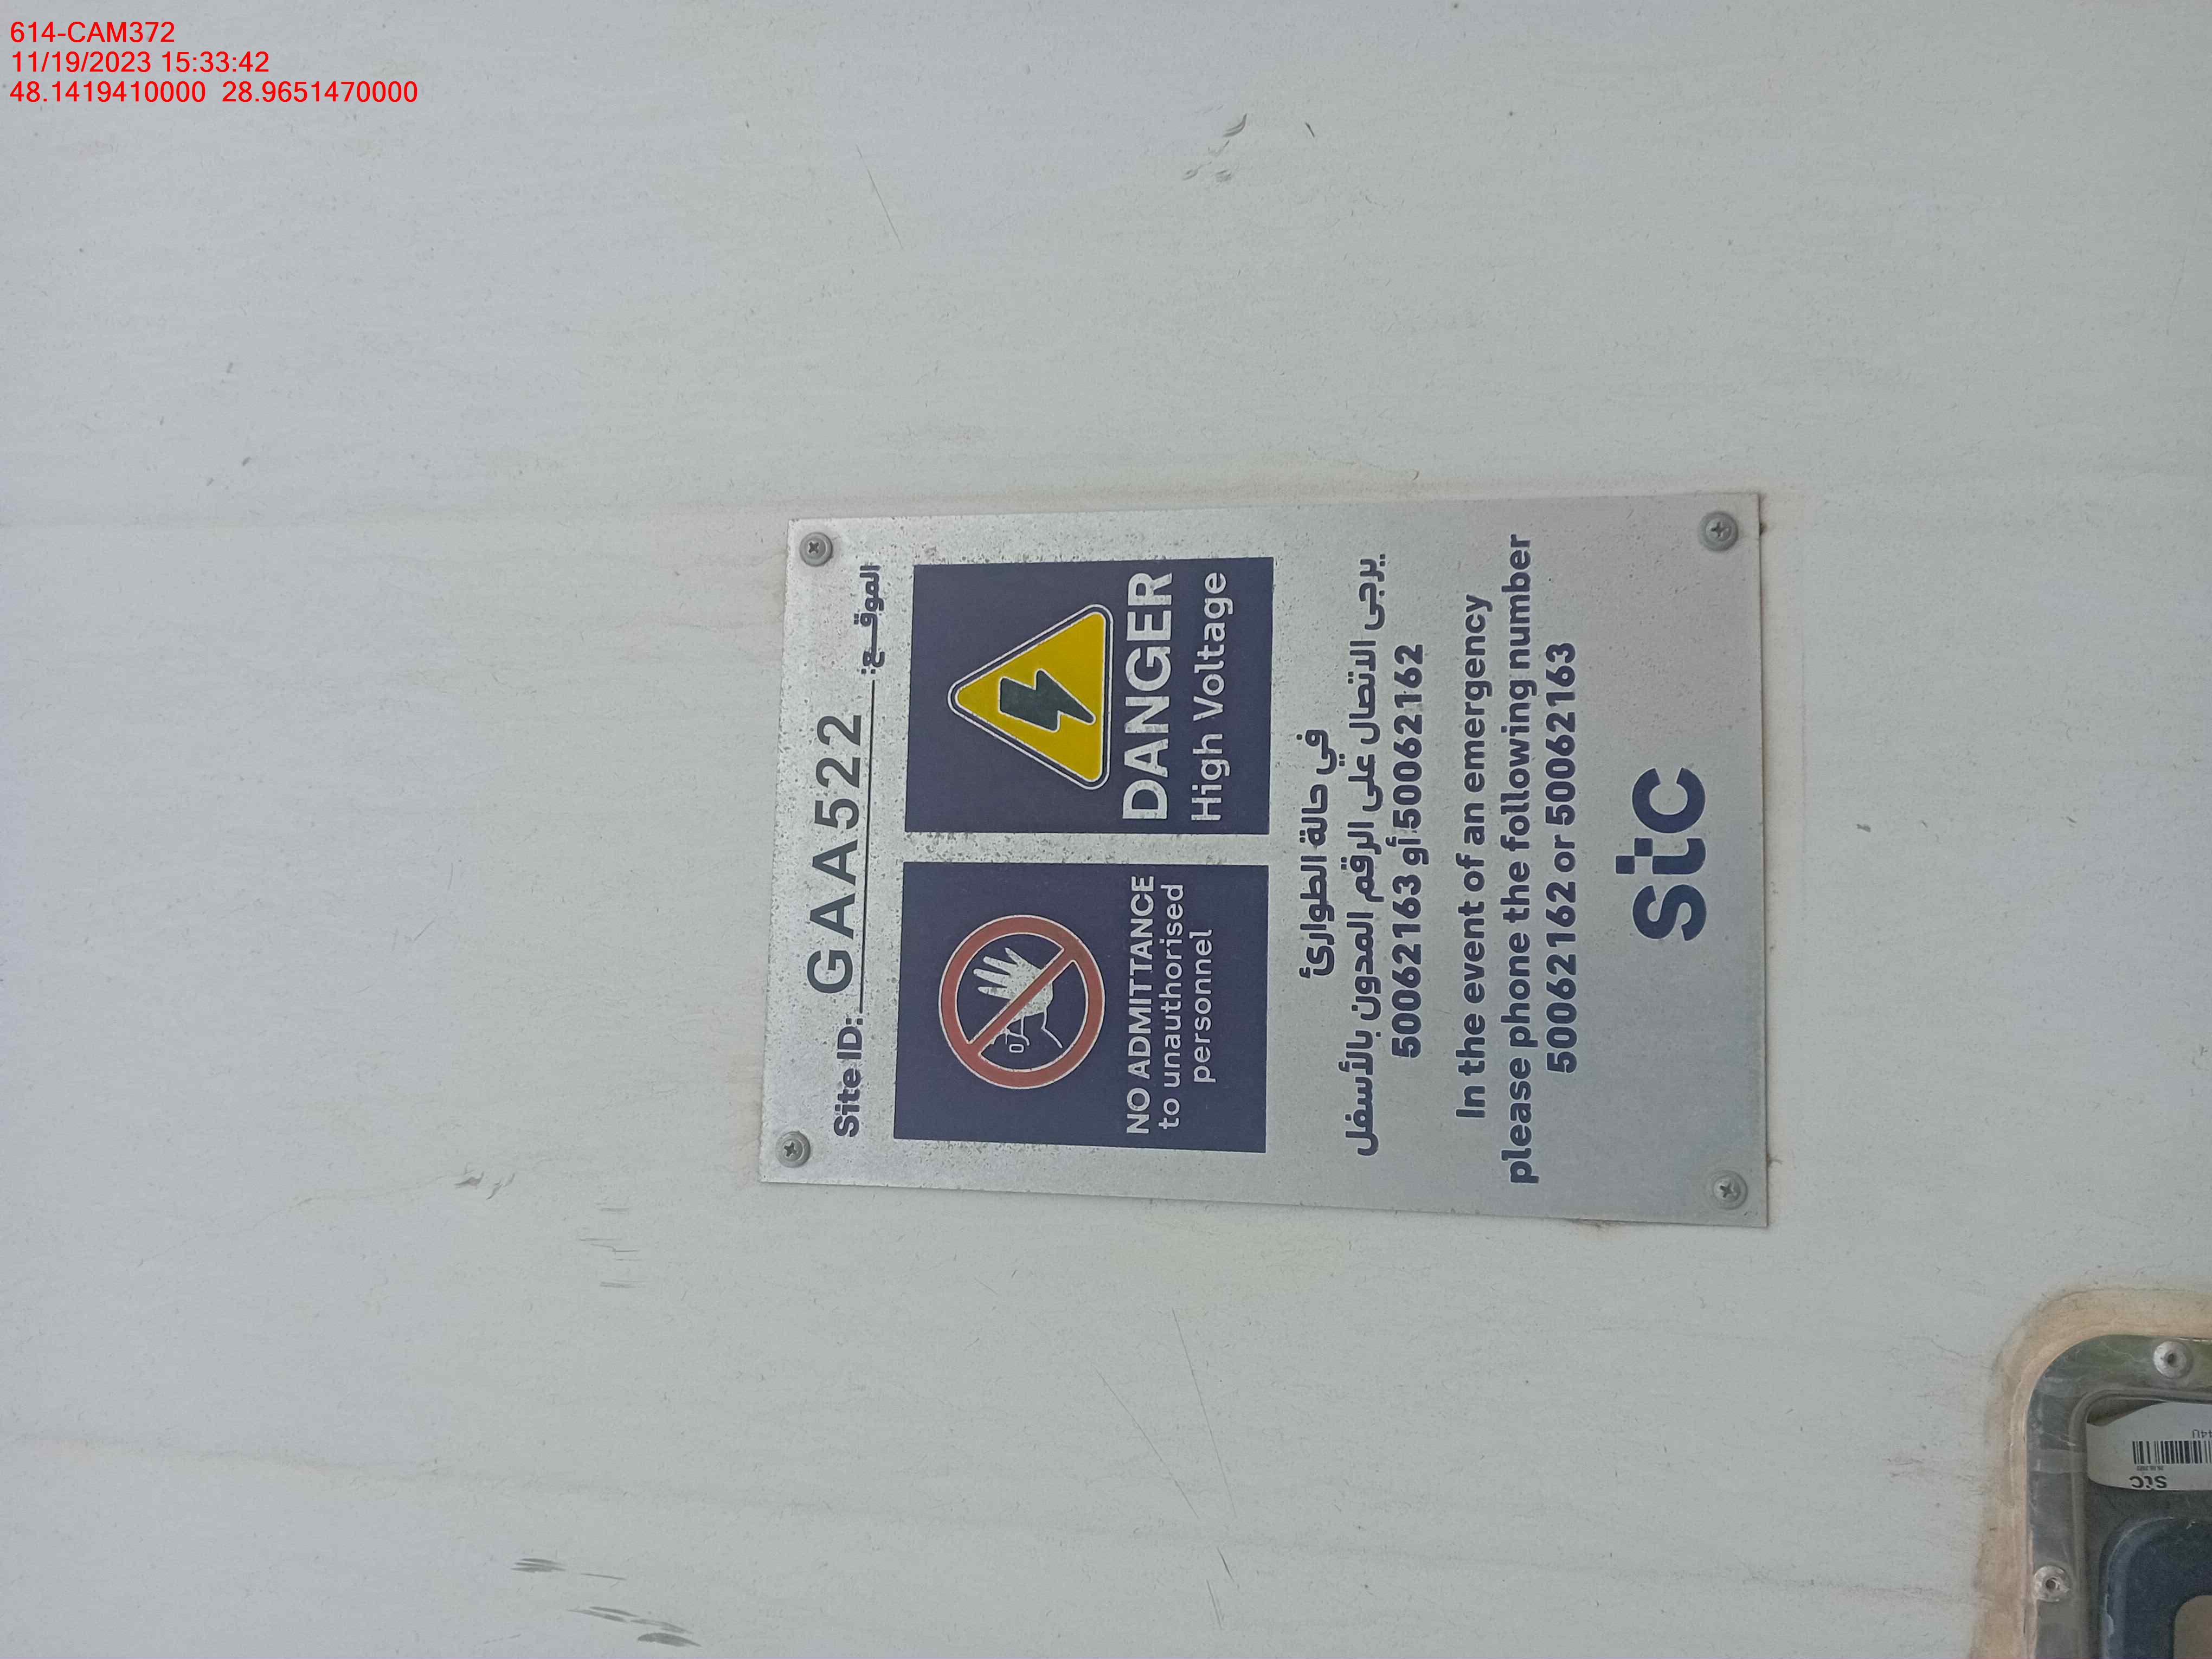 614-CAM372
11/19/2023 15:33:42
48.1419410000 28.9651470000
Site ID: GAA522 الموقــع:
NO ADMITTANCE
to unauthorised
personnel
DANGER
High Voltage
في حالة الطوارئ
يرجى الاتصال على الرقم المدون بالأسفل
50062163 أو 50062162
In the event of an emergency
please phone the following number
50062162 or 50062163
stc
stc